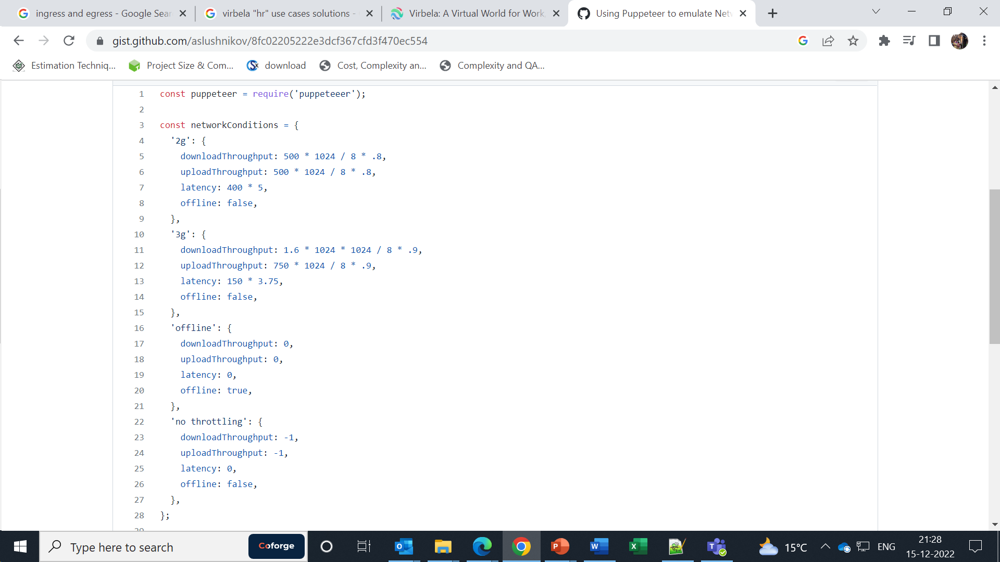 ingress and egress - Google Sear
virbela "hr" use cases solutions -
Virbela: A Virtual World for Work,
Using Puppeteer to emulate Netw
gist.github.com/aslushnikov/8fc02205222e3dcf367cfd3f470ec554
Estimation Techniq...
Project Size & Com...
download
Cost, Complexity an...
Complexity and QA...
1 const puppeteer = require('puppeteeer');
2
3 const networkConditions = {
4 '2g': {
5 downloadThroughput: 500 * 1024 / 8 * .8,
6 uploadThroughput: 500 * 1024 / 8 * .8,
7 latency: 400 * 5,
8 offline: false,
9 },
10 '3g': {
11 downloadThroughput: 1.6 * 1024 * 1024 / 8 * .9,
12 uploadThroughput: 750 * 1024 / 8 * .9,
13 latency: 150 * 3.75,
14 offline: false,
15 },
16 'offline': {
17 downloadThroughput: 0,
18 uploadThroughput: 0,
19 latency: 0,
20 offline: true,
21 },
22 'no throttling': {
23 downloadThroughput: -1,
24 uploadThroughput: -1,
25 latency: 0,
26 offline: false,
27 },
28 };
29
Type here to search
Coforge
15°C
ENG
21:28
15-12-2022